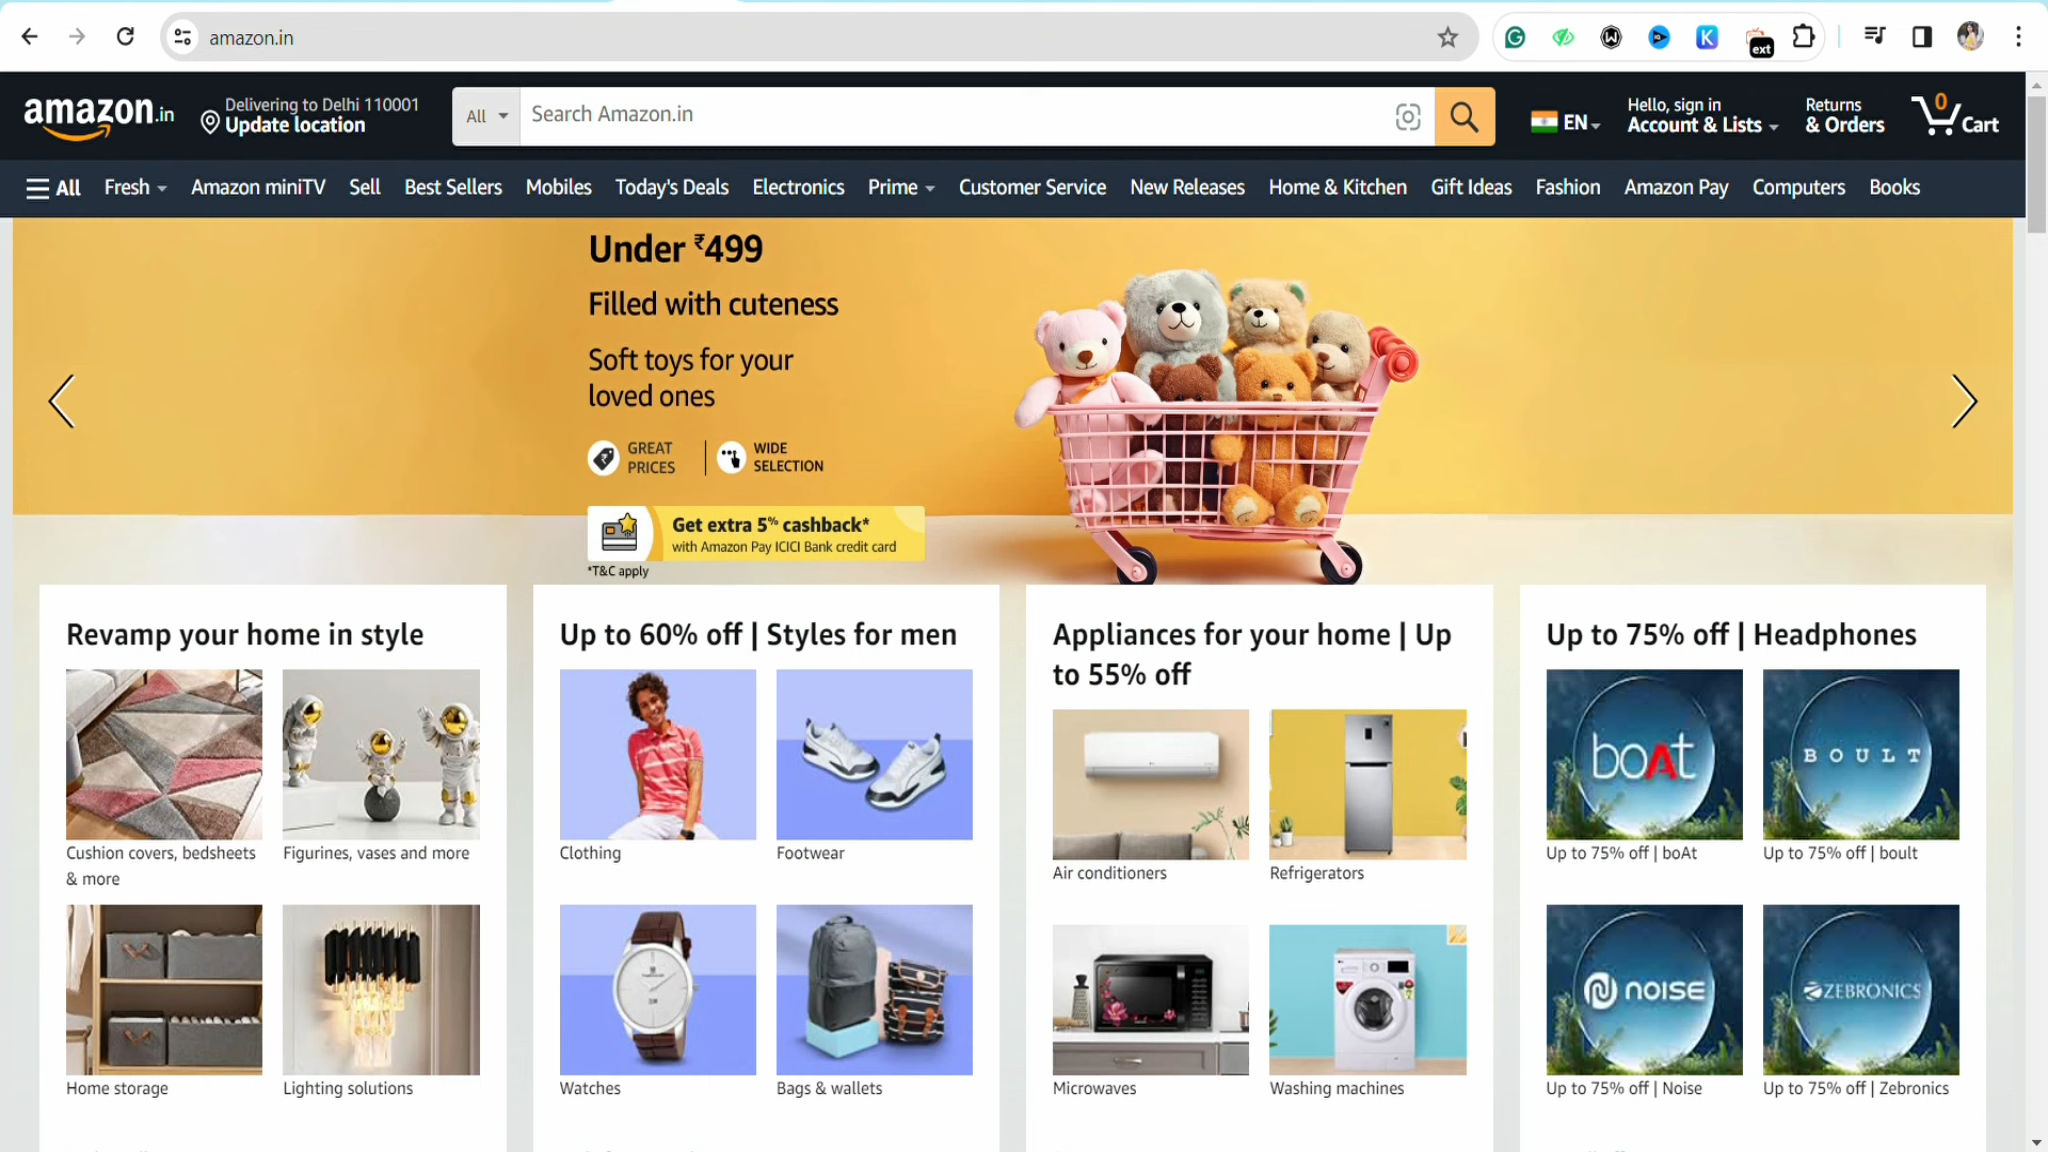 amazon.in
ext
amazon.in
Delivering to Delhi 110001
Update location
All
Search Amazon.in
EN
Hello, sign in
Account & Lists
Returns
& Orders
0
Cart
All
Fresh
Amazon miniTV
Sell
Best Sellers
Mobiles
Today's Deals
Electronics
Prime
Customer Service
New Releases
Home & Kitchen
Gift Ideas
Fashion
Amazon Pay
Computers
Books
Under ₹499
Filled with cuteness
Soft toys for your
loved ones
GREAT
PRICES
WIDE
SELECTION
Get extra 5% cashback*
with Amazon Pay ICICI Bank credit card
*T&C apply
Revamp your home in style
Cushion covers, bedsheets
& more
Figurines, vases and more
Home storage
Lighting solutions
Up to 60% off | Styles for men
Clothing
Footwear
Watches
Bags & wallets
Appliances for your home | Up
to 55% off
Air conditioners
Refrigerators
Microwaves
Washing machines
Up to 75% off | Headphones
boAt
BOULT
Up to 75% off | boAt
Up to 75% off | boult
noise
ZEBRONICS
Up to 75% off | Noise
Up to 75% off | Zebronics